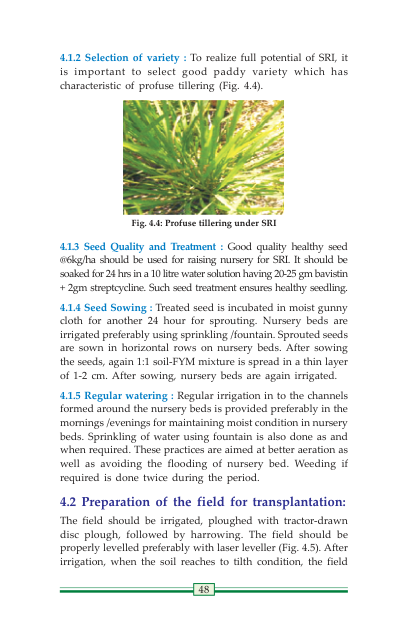 4.1.2 Selection of variety : To realize full potential of SRI, it
is important to select good paddy variety which has
characteristic of profuse tillering (Fig. 4.4).
Fig. 4.4: Profuse tillering under SRI
4.1.3 Seed Quality and Treatment : Good quality healthy seed
@6kg/ha should be used for raising nursery for SRI. It should be
soaked for 24 hrs in a 10 litre water solution having 20-25 gm bavistin
+ 2gm streptcycline. Such seed treatment ensures healthy seedling.
4.1.4 Seed Sowing : Treated seed is incubated in moist gunny
cloth for another 24 hour for sprouting. Nursery beds are
irrigated preferably using sprinkling /fountain. Sprouted seeds
are sown in horizontal rows on nursery beds. After sowing
the seeds, again 1:1 soil-FYM mixture is spread in a thin layer
of 1-2 cm. After sowing, nursery beds are again irrigated.
4.1.5 Regular watering : Regular irrigation in to the channels
formed around the nursery beds is provided preferably in the
mornings /evenings for maintaining moist condition in nursery
beds. Sprinkling of water using fountain is also done as and
when required. These practices are aimed at better aeration as
well as avoiding the flooding of nursery bed. Weeding if
required is done twice during the period.
4.2 Preparation of the field for transplantation:
The field should be irrigated, ploughed with tractor-drawn
disc plough, followed by harrowing. The field should be
properly levelled preferably with laser leveller (Fig. 4.5). After
irrigation, when the soil reaches to tilth condition, the field
48